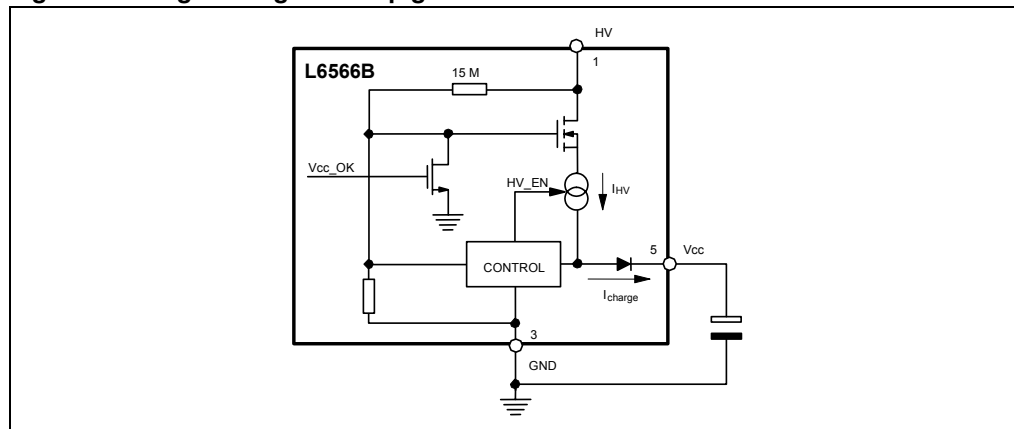 HV
1
L6566B
15 M
Vcc_OK
HV_EN
IHV
5
Vcc
CONTROL
Icharge
3
GND